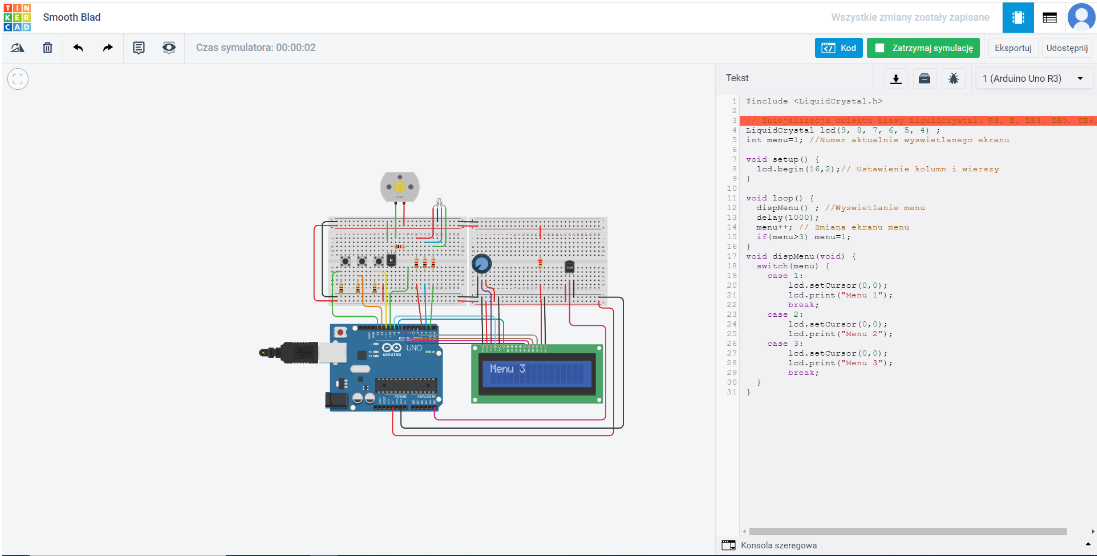 TIN
KER
CAD
Smooth Blad
Wszystkie zmiany zostały zapisane
Czas symulatora: 00:00:02
Kod
Zatrzymaj symulację
Eksportuj
Udostępnij
Tekst
1 (Arduino Uno R3)
1 #include <LiquidCrystal.h>
2
3 // Inicjalizacja obiektu klasy LiquidCrystal: RS, E, DB4, DB5, DB6,
4 LiquidCrystal lcd(9, 8, 7, 6, 5, 4) ;
5 int menu=1; //Numer aktualnie wyswietlanego ekranu
6
7 void setup() {
8 lcd.begin(16,2);// Ustawienie kolumn i wierszy
9 }
10
11 void loop() {
12 dispMenu() ; //Wyswietlanie menu
13 delay(1000);
14 menu++; // Zmiana ekranu menu
15 if(menu>3) menu=1;
16 }
17 void dispMenu(void) {
18 switch(menu) {
19 case 1:
20 lcd.setCursor(0,0);
21 lcd.print("Menu 1");
22 break;
23 case 2:
24 lcd.setCursor(0,0);
25 lcd.print("Menu 2");
26 case 3:
27 lcd.setCursor(0,0);
28 lcd.print("Menu 3");
29 break;
30 }
31 }
UNO
ARDUINO
Menu 3
Konsola szeregowa